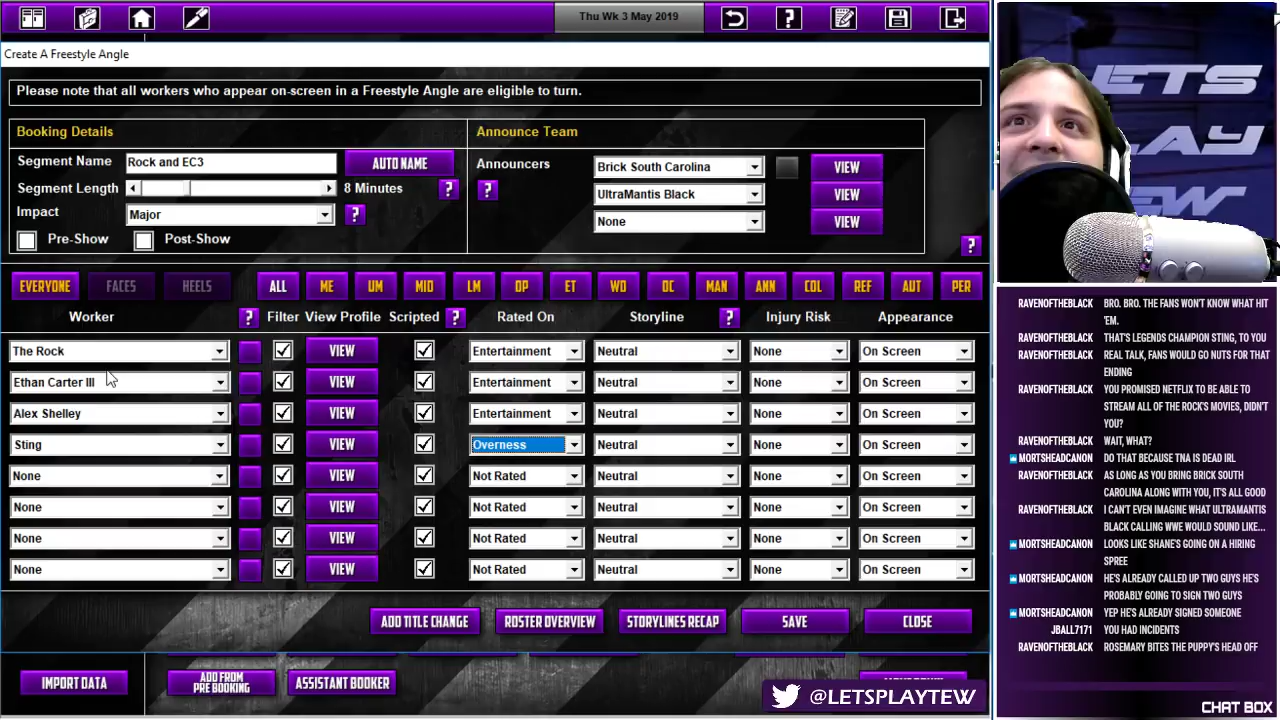 Thu Wk 3 May 2019
Create A Freestyle Angle
Please note that all workers who appear on-screen in a Freestyle Angle are eligible to turn.
Booking Details
Segment Name Rock and EC3 AUTO NAME
Segment Length 8 Minutes ?
Impact Major ?
Pre-Show Post-Show
Announce Team
Announcers Brick South Carolina VIEW
? UltraMantis Black VIEW
None VIEW
?
EVERYONE FACES HEELS ALL ME UM MID LM OP ET WO OC MAN ANN COL REF AUT PER
Worker ? Filter View Profile Scripted ? Rated On Storyline ? Injury Risk Appearance
The Rock VIEW Entertainment Neutral None On Screen
Ethan Carter III VIEW Entertainment Neutral None On Screen
Alex Shelley VIEW Entertainment Neutral None On Screen
Sting VIEW Overness Neutral None On Screen
None VIEW Not Rated Neutral None On Screen
None VIEW Not Rated Neutral None On Screen
None VIEW Not Rated Neutral None On Screen
None VIEW Not Rated Neutral None On Screen
ADD TITLE CHANGE ROSTER OVERVIEW STORYLINES RECAP SAVE CLOSE
IMPORT DATA ADD FROM PRE BOOKING ASSISTANT BOOKER
@LETSPLAYTEW
LETS
PLAY
TEW
RAVENOFTHEBLACK BRO. BRO. THE FANS WON'T KNOW WHAT HIT
'EM.
RAVENOFTHEBLACK THAT'S LEGENDS CHAMPION STING, TO YOU
RAVENOFTHEBLACK REAL TALK, FANS WOULD GO NUTS FOR THAT
ENDING
RAVENOFTHEBLACK YOU PROMISED NETFLIX TO BE ABLE TO
STREAM ALL OF THE ROCK'S MOVIES, DIDN'T
YOU?
RAVENOFTHEBLACK WAIT, WHAT?
MORTSHEADCANON DO THAT BECAUSE TNA IS DEAD IRL
RAVENOFTHEBLACK AS LONG AS YOU BRING BRICK SOUTH
CAROLINA ALONG WITH YOU, IT'S ALL GOOD
RAVENOFTHEBLACK I CAN'T EVEN IMAGINE WHAT ULTRAMANTIS
BLACK CALLING WWE WOULD SOUND LIKE...
MORTSHEADCANON LOOKS LIKE SHANE'S GOING ON A HIRING
SPREE
MORTSHEADCANON HE'S ALREADY CALLED UP TWO GUYS HE'S
PROBABLY GOING TO SIGN TWO GUYS
MORTSHEADCANON YEP HE'S ALREADY SIGNED SOMEONE
JBALL7171 YOU HAD INCIDENTS
RAVENOFTHEBLACK ROSEMARY BITES THE PUPPY'S HEAD OFF
CHAT BOX